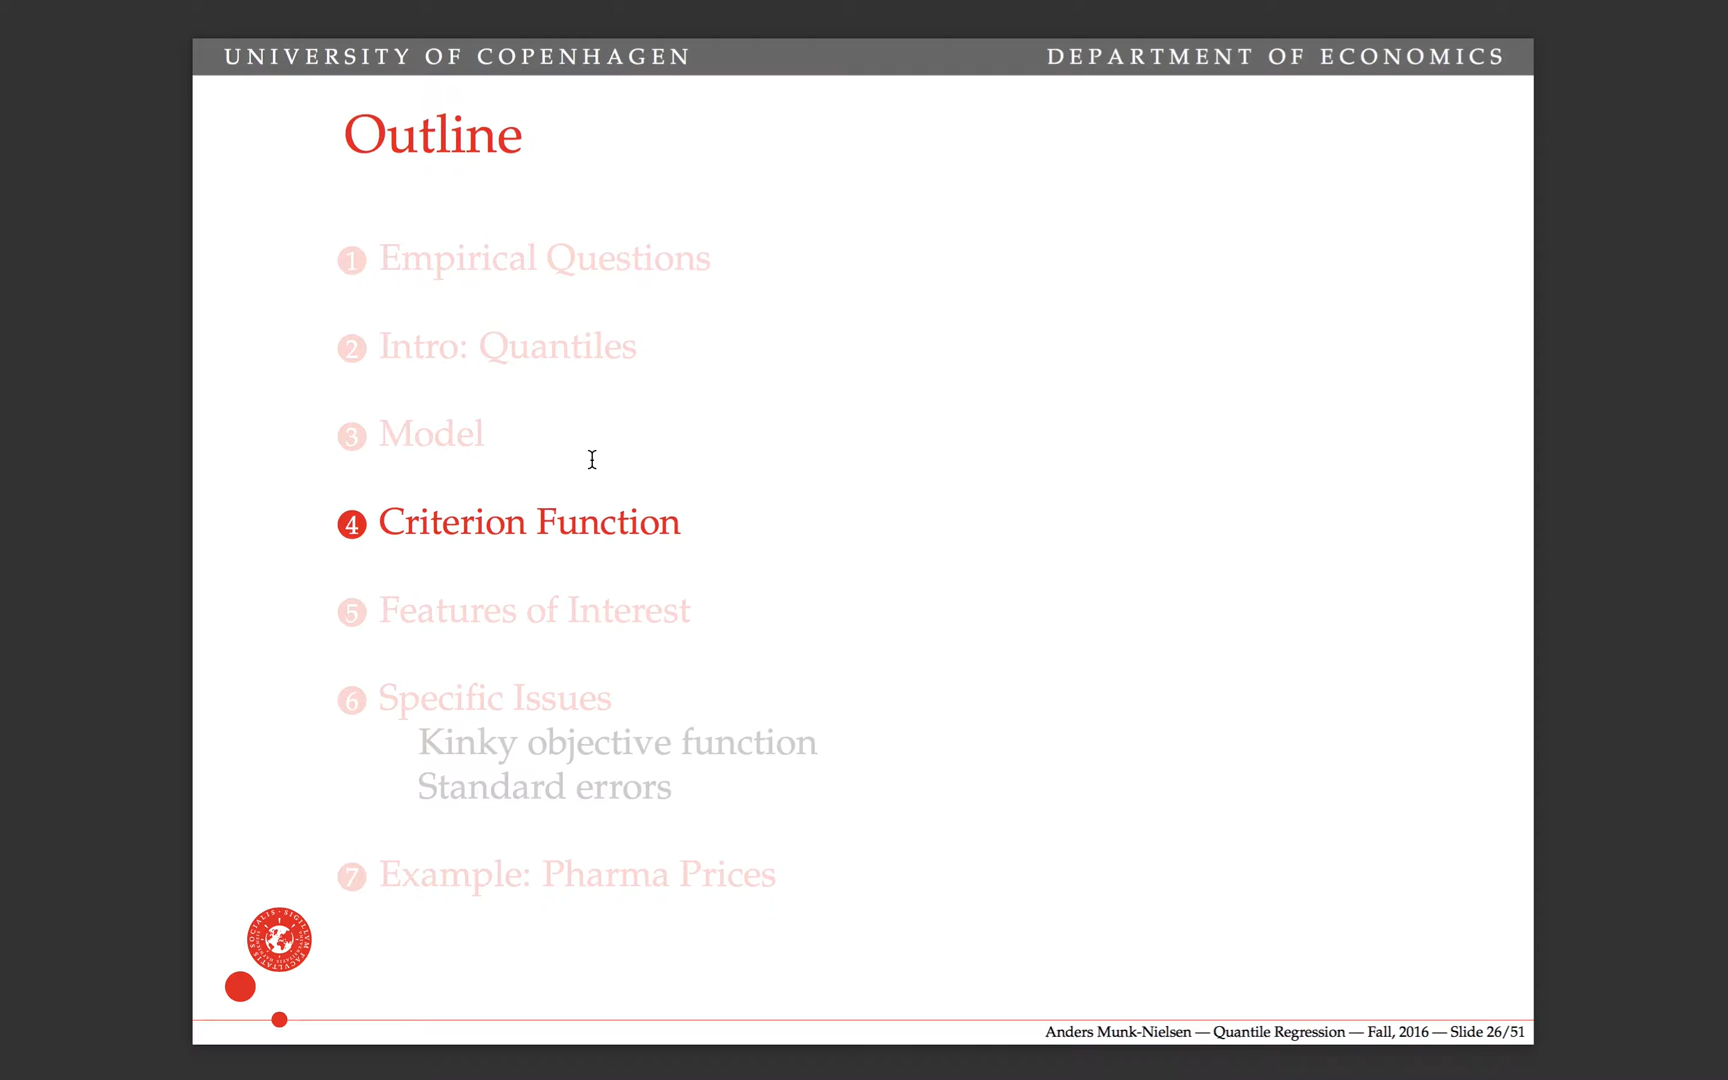 UNIVERSITY OF COPENHAGEN
DEPARTMENT OF ECONOMICS
Outline
1 Empirical Questions
2 Intro: Quantiles
3 Model
4 Criterion Function
5 Features of Interest
6 Specific Issues
Kinky objective function
Standard errors
7 Example: Pharma Prices
Anders Munk-Nielsen — Quantile Regression — Fall, 2016 — Slide 26/51